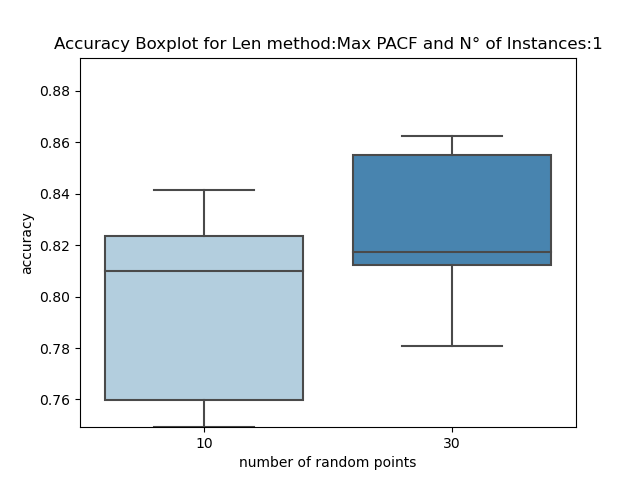 Accuracy Boxplot for Len method:Max PACF and N° of Instances:1
0.88
0.86
0.84
0.82
0.80
0.78
0.76
accuracy
10 30
number of random points